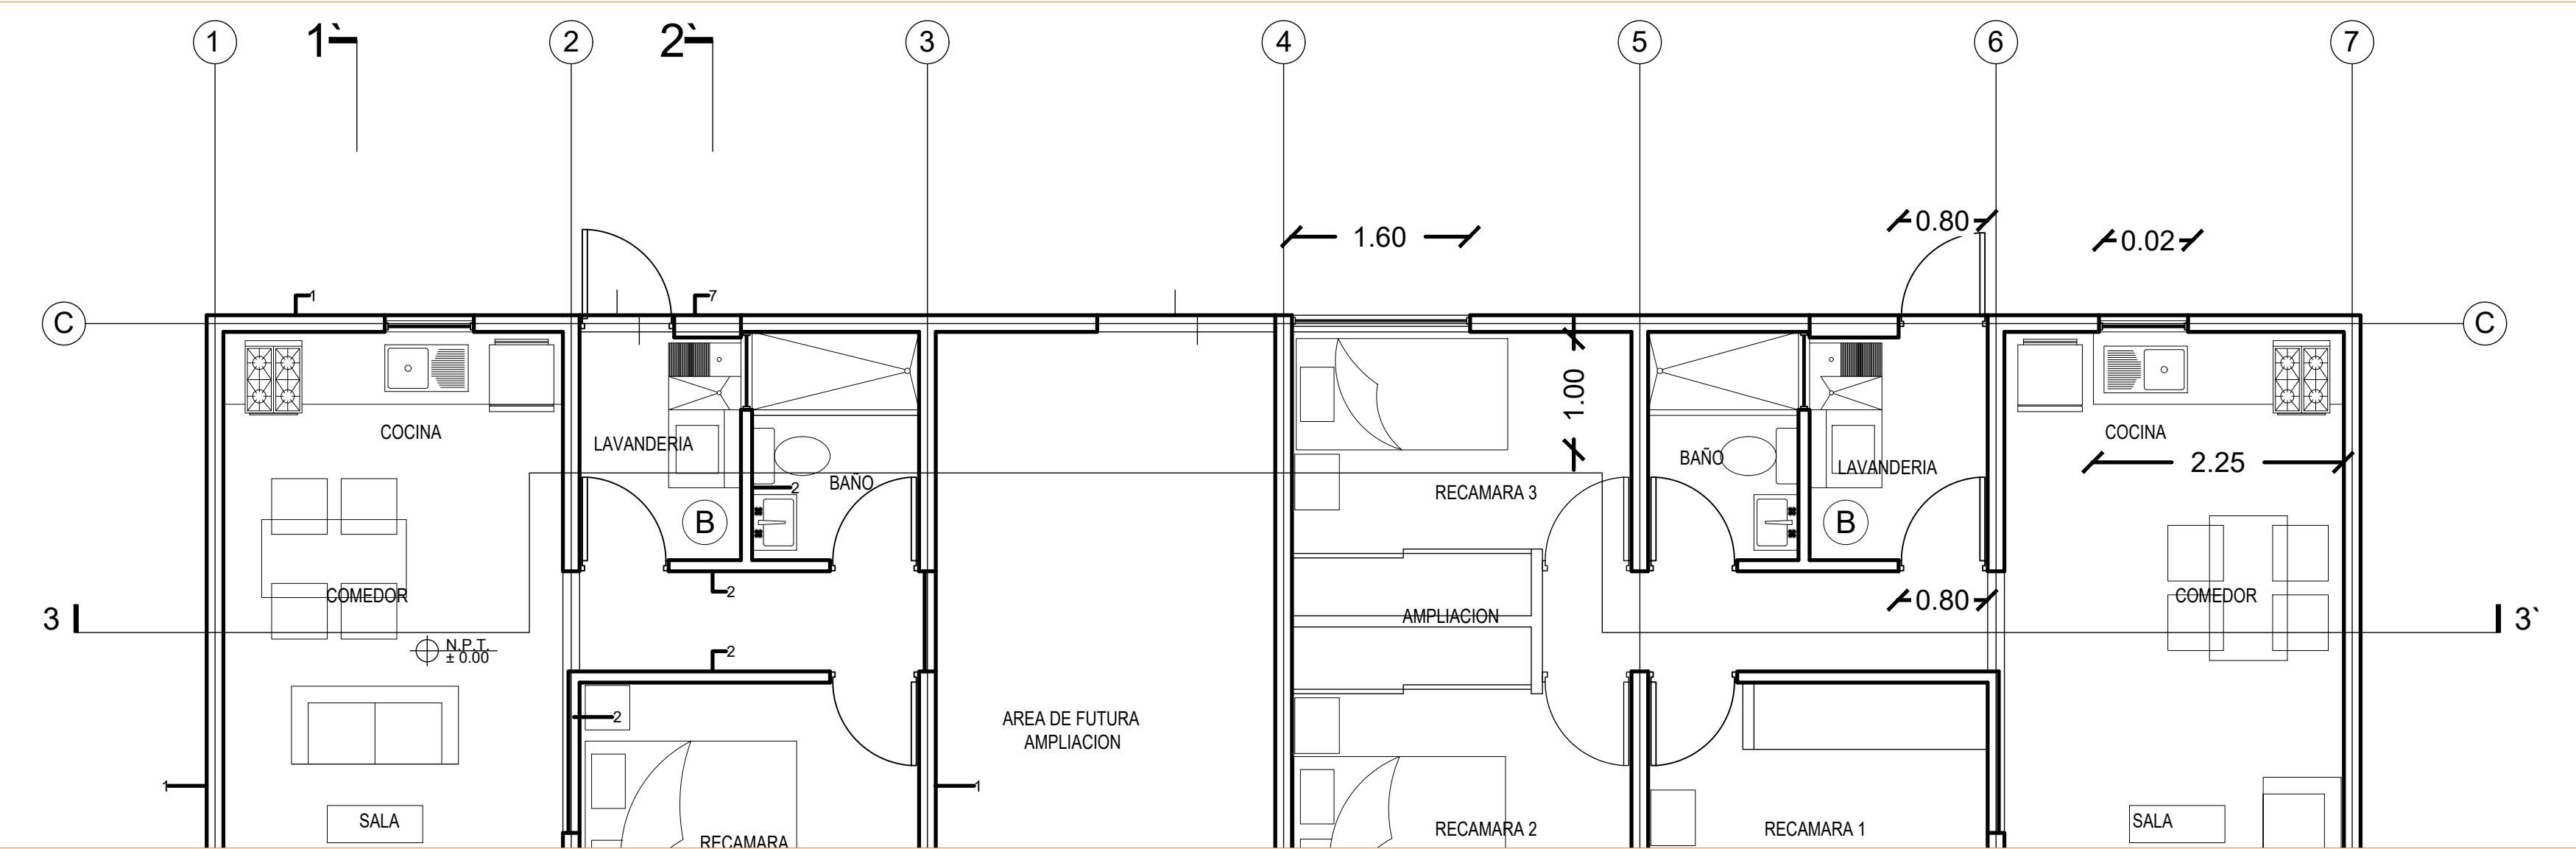 1 1` 2 2` 3 4 5 6 7
0.80
1.60 0.02
1 7
C C
1.00
COCINA COCINA
LAVANDERIA
BAÑO
2.25
LAVANDERIA
BAÑO 2
RECAMARA 3
B B
2
COMEDOR COMEDOR
0.80
AMPLIACION
3 3`
N.P.T.
± 0.00
2
2
AREA DE FUTURA
AMPLIACION
1 1
SALA SALA
RECAMARA 2 RECAMARA 1
RECAMARA